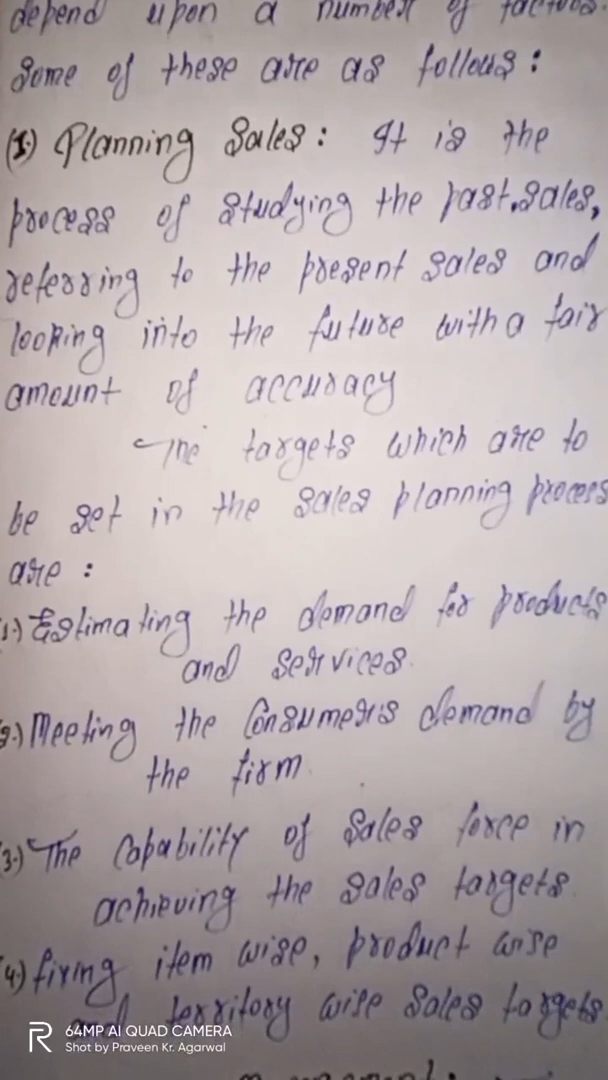 depend upon a number of factors.
Some of these are as follows:
(1.) Planning Sales: It is the
process of studying the past sales,
referring to the present sales and
looking into the future with a fair
amount of accuracy
The targets which are to
be set in the sales planning process
are :
1.) Estimating the demand for products
and services.
2.) Meeting the Consumer's demand by
the firm.
3.) The Capability of Sales force in
achieving the sales targets
(4.) fixing item wise, product wise
and territory wise sales targets
64MP AI QUAD CAMERA
Shot by Praveen Kr. Agarwal